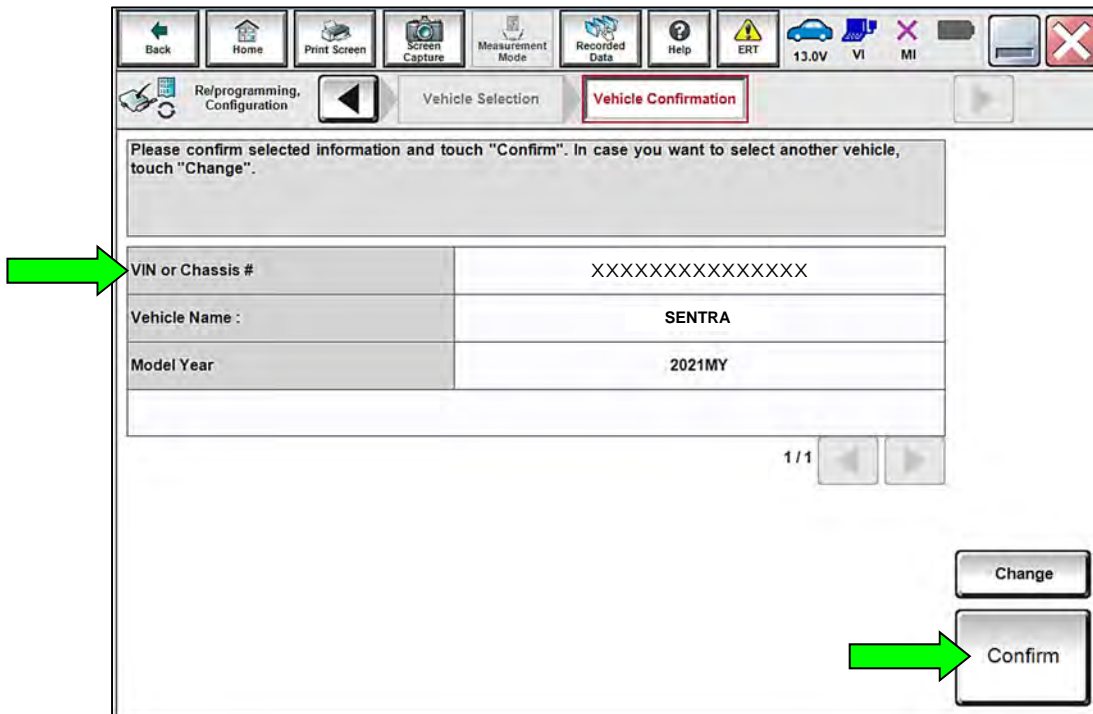 Back
Home
Print Screen
Screen
Capture
Measurement
Mode
Recorded
Data
Help
ERT
13.0V
VI
MI
Re/programming,
Configuration
Vehicle Selection
Vehicle Confirmation
Please confirm selected information and touch "Confirm". In case you want to select another vehicle,
touch "Change".
VIN or Chassis # XXXXXXXXXXXXXXX
Vehicle Name : SENTRA
Model Year 2021MY
1/1
Change
Confirm